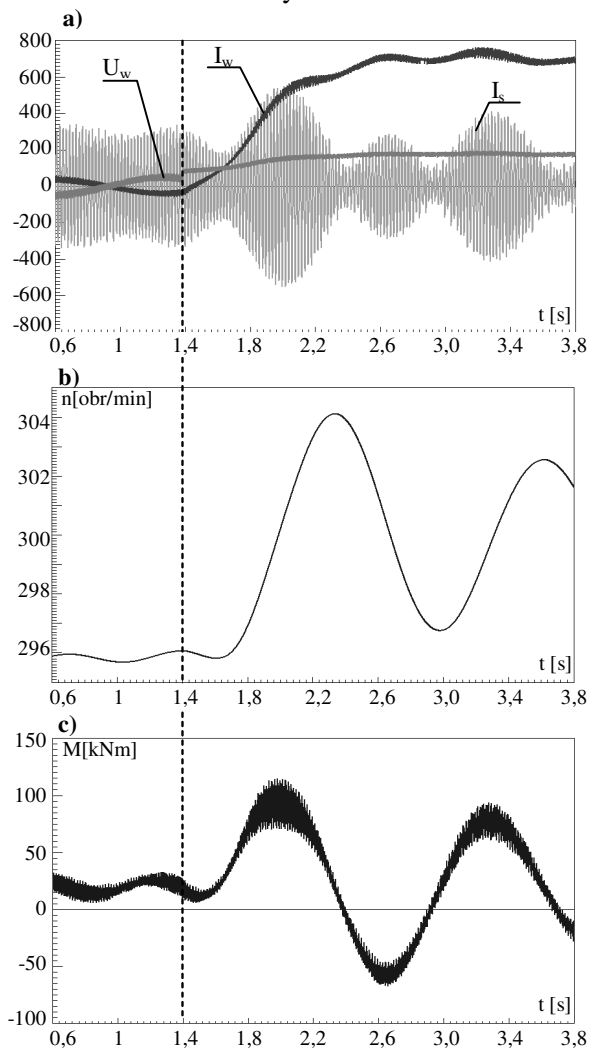 a)
800
600
400
200
0
-200
-400
-600
-800
U_w
I_w
I_s
t [s]
0,6 1 1,4 1,8 2,2 2,6 3,0 3,4 3,8
b)
n[obr/min]
304
302
300
298
296
t [s]
0,6 1 1,4 1,8 2,2 2,6 3,0 3,4 3,8
c)
M[kNm]
150
100
50
0
-50
-100
t [s]
0,6 1 1,4 1,8 2,2 2,6 3,0 3,4 3,8